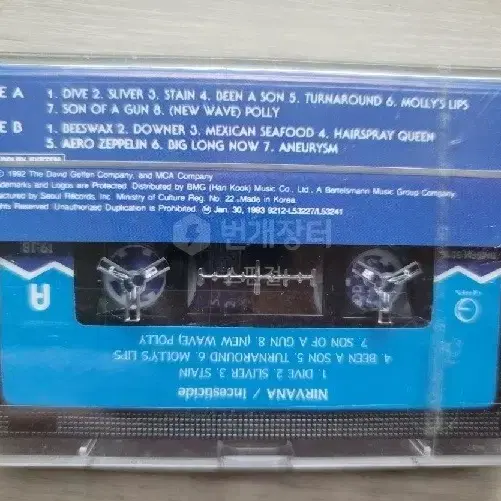 E A 1. DIVE 2. SLIVER 3. STAIN 4. BEEN A SON 5. TURNAROUND 6. MOLLY'S LIPS
7. SON OF A GUN 8. (NEW WAVE) POLLY
E B 1. BEESWAX 2. DOWNER 3. MEXICAN SEAFOOD 4. HAIRSPRAY QUEEN
5. AERO ZEPPELIN 6. BIG LONG NOW 7. ANEURYSM
© 1992 The David Geffen Company, and MCA Company
ademarks and Logos are Protected. Distributed by BMG (Han Kook) Music Co., Ltd., A Bertelsmann Music Group Company.
nufactured by Seoul Records, Inc. Ministry of Culture Reg. No. 22, Made in Korea
ights Reserved. Unauthorized Duplication is Prohibited. Jan. 30, 1993 9212-L53227/L53241
번개장터
A
7. SON OF A GUN 8. (NEW WAVE) POLLY
4. BEEN A SON 5. TURNAROUND 6. MOLLY'S LIPS
1. DIVE 2. SLIVER 3. STAIN
NIRVANA / Incesticide